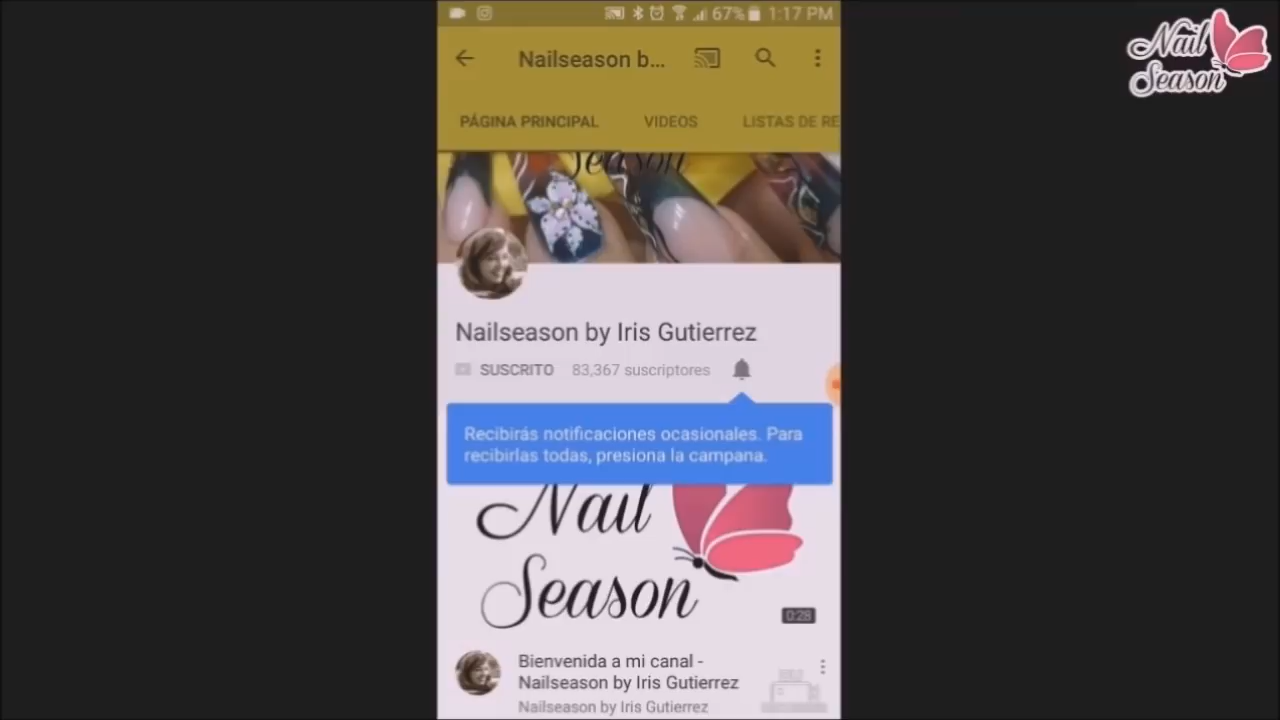 67% 1:17 PM
Nailseason b...
PÁGINA PRINCIPAL VIDEOS LISTAS DE RE
Season
Nailseason by Iris Gutierrez
SUSCRITO 83,367 suscriptores
Recibirás notificaciones ocasionales. Para
recibirlas todas, presiona la campana.
Nail
Season
0:28
Bienvenida a mi canal -
Nailseason by Iris Gutierrez
Nailseason by Iris Gutierrez
Nail
Season